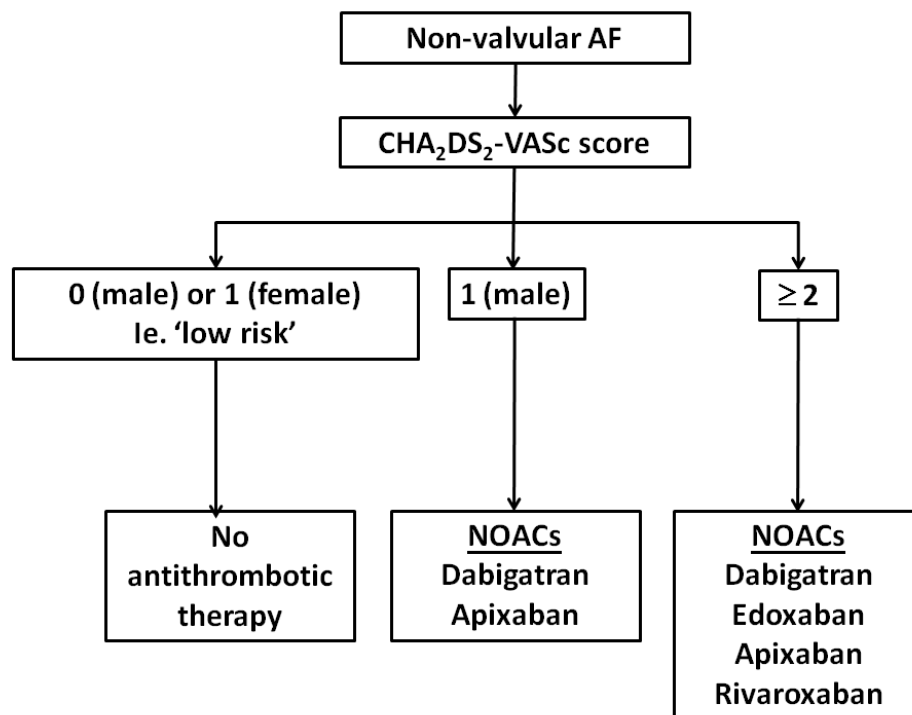 Non-valvular AF
CHA₂DS₂-VASc score
0 (male) or 1 (female)
Ie. ‘low risk’
1 (male)
≥ 2
No
antithrombotic
therapy
NOACs
Dabigatran
Apixaban
NOACs
Dabigatran
Edoxaban
Apixaban
Rivaroxaban